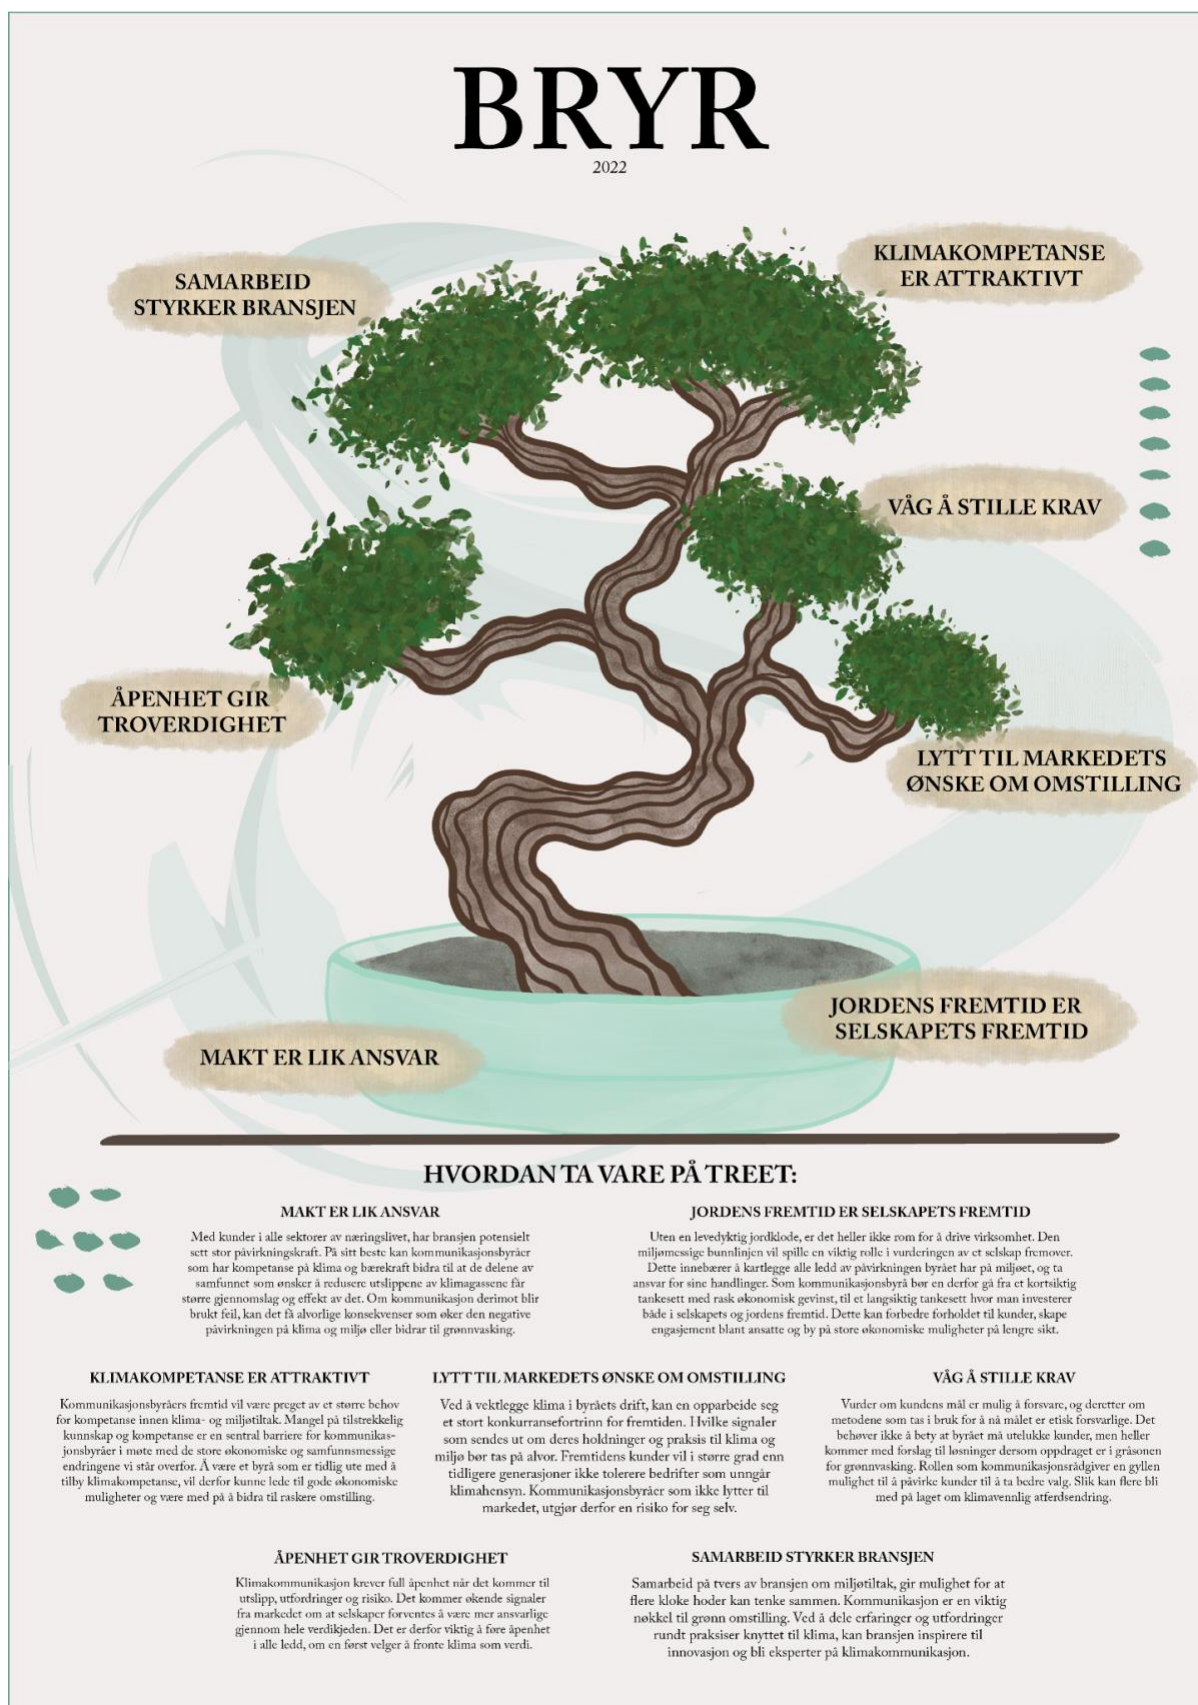 BRYR
2022
SAMARBEID
STYRKER BRANSJEN
KLIMAKOMPETANSE
ER ATTRAKTIVT
VÅG Å STILLE KRAV
ÅPENHET GIR
TROVERDIGHET
LYTT TIL MARKEDETS
ØNSKE OM OMSTILLING
JORDENS FREMTID ER
SELSKAPETS FREMTID
MAKT ER LIK ANSVAR
HVORDAN TA VARE PÅ TREET:
MAKT ER LIK ANSVAR
Med kunder i alle sektorer av næringslivet, har bransjen potensielt
sett stor påvirkningskraft. På sitt beste kan kommunikasjonsbyråer
som har kompetanse på klima og bærekraft bidra til at de delene av
samfunnet som ønsker å redusere utslippene av klimagassene får
større gjennomslag og effekt av det. Om kommunikasjon derimot blir
brukt feil, kan det få alvorlige konsekvenser som øker den negative
påvirkningen på klima og miljø eller bidrar til grønnvasking.
JORDENS FREMTID ER SELSKAPETS FREMTID
Uten en levedyktig jordklode, er det heller ikke rom for å drive virksomhet. Den
miljømessige bunnlinjen vil spille en viktig rolle i vurderingen av et selskap fremover.
Dette innebærer å kartlegge alle ledd av påvirkningen byrået har på miljøet, og ta
ansvar for sine handlinger. Som kommunikasjonsbyrå bør en derfor gå fra et kortsiktig
tankesett med rask økonomisk gevinst, til et langsiktig tankesett hvor man investerer
både i selskapets og jordens fremtid. Dette kan forbedre forholdet til kunder, skape
engasjement blant ansatte og by på store økonomiske muligheter på lengre sikt.
KLIMAKOMPETANSE ER ATTRAKTIVT
Kommunikasjonsbyråers fremtid vil være preget av et større behov
for kompetanse innen klima- og miljøtiltak. Mangel på tilstrekkelig
kunnskap og kompetanse er en sentral barriere for kommunikas-
jonsbyråer i møte med de store økonomiske og samfunnsmessige
endringene vi står overfor. Å være et byrå som er tidlig ute med å
tilby klimakompetanse, vil derfor kunne lede til gode økonomiske
muligheter og være med på å bidra til raskere omstilling.
LYTT TIL MARKEDETS ØNSKE OM OMSTILLING
Ved å vektlegge klima i byråets drift, kan en opparbeide seg
et stort konkurransefortrinn for fremtiden. Hvilke signaler
som sendes ut om deres holdninger og praksis til klima og
miljø bør tas på alvor. Fremtidens kunder vil i større grad enn
tidligere generasjoner ikke tolerere bedrifter som unngår
klimahensyn. Kommunikasjonsbyråer som ikke lytter til
markedet, utgjør derfor en risiko for seg selv.
VÅG Å STILLE KRAV
Vurder om kundens mål er mulig å forsvare, og deretter om
metodene som tas i bruk for å nå målet er etisk forsvarlige. Det
behøver ikke å bety at byrået må utelukke kunder, men heller
kommer med forslag til løsninger dersom oppdraget er i gråsonen
for grønnvasking. Rollen som kommunikasjonsrådgiver en gyllen
mulighet til å påvirke kunder til å ta bedre valg. Slik kan flere bli
med på laget om klimavennlig atferdsendring.
ÅPENHET GIR TROVERDIGHET
Klimakommunikasjon krever full åpenhet når det kommer til
utslipp, utfordringer og risiko. Det kommer økende signaler
fra markedet om at selskaper forventes å være mer ansvarlige
gjennom hele verdikjeden. Det er derfor viktig å føre åpenhet
i alle ledd, om en først velger å fronte klima som verdi.
SAMARBEID STYRKER BRANSJEN
Samarbeid på tvers av bransjen om miljøtiltak, gir mulighet for at
flere kloke hoder kan tenke sammen. Kommunikasjon er en viktig
nøkkel til grønn omstilling. Ved å dele erfaringer og utfordringer
rundt praksiser knyttet til klima, kan bransjen inspirere til
innovasjon og bli eksperter på klimakommunikasjon.